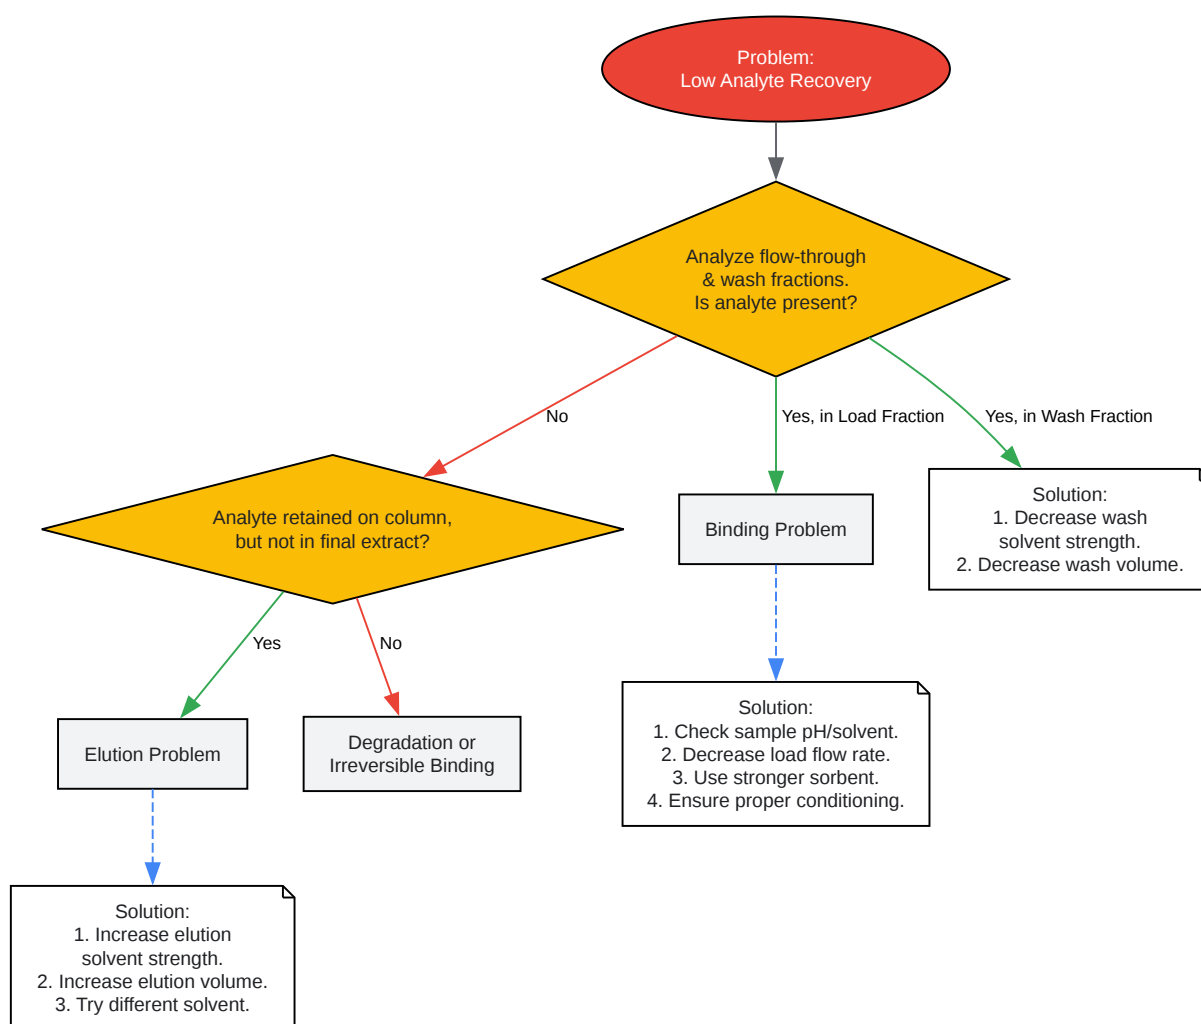 Problem:
Low Analyte Recovery
Analyze flow-through
& wash fractions.
Is analyte present?
No
Yes, in Load Fraction
Yes, in Wash Fraction
Analyte retained on column,
but not in final extract?
Binding Problem
Solution:
1. Decrease wash
solvent strength.
2. Decrease wash volume.
Yes
No
Elution Problem
Degradation or
Irreversible Binding
Solution:
1. Check sample pH/solvent.
2. Decrease load flow rate.
3. Use stronger sorbent.
4. Ensure proper conditioning.
Solution:
1. Increase elution
solvent strength.
2. Increase elution volume.
3. Try different solvent.